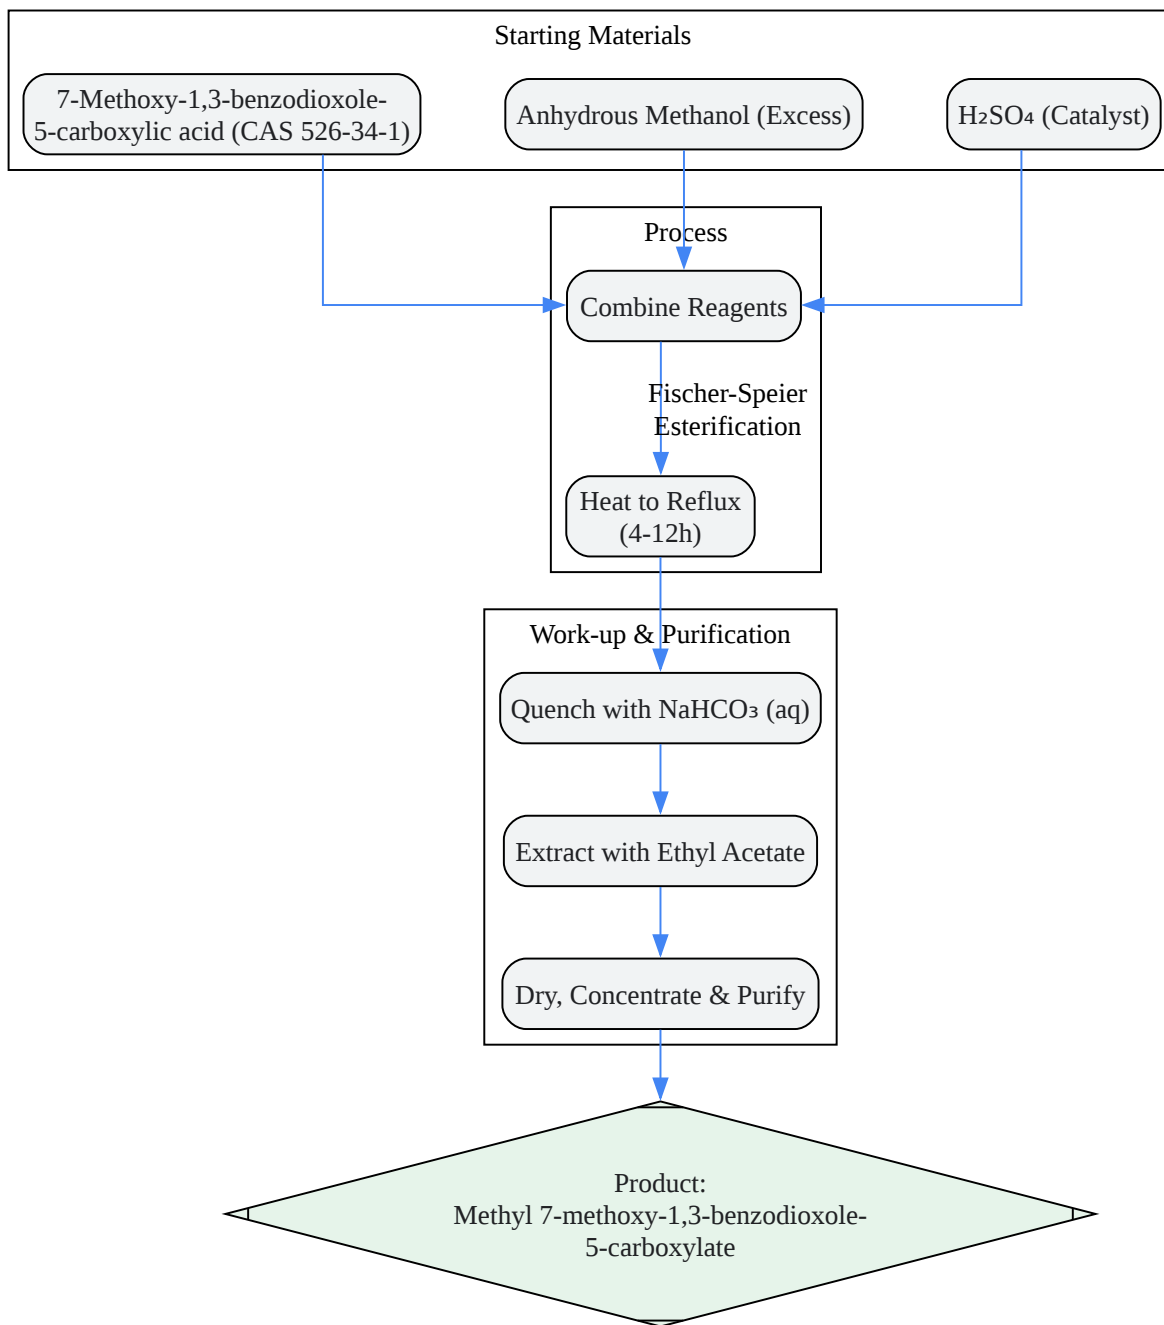 Starting Materials
7-Methoxy-1,3-benzodioxole-
5-carboxylic acid (CAS 526-34-1)
Anhydrous Methanol (Excess)
H₂SO₄ (Catalyst)
Process
Combine Reagents
Fischer-Speier
Esterification
Heat to Reflux
(4-12h)
Work-up & Purification
Quench with NaHCO₃ (aq)
Extract with Ethyl Acetate
Dry, Concentrate & Purify
Product:
Methyl 7-methoxy-1,3-benzodioxole-
5-carboxylate